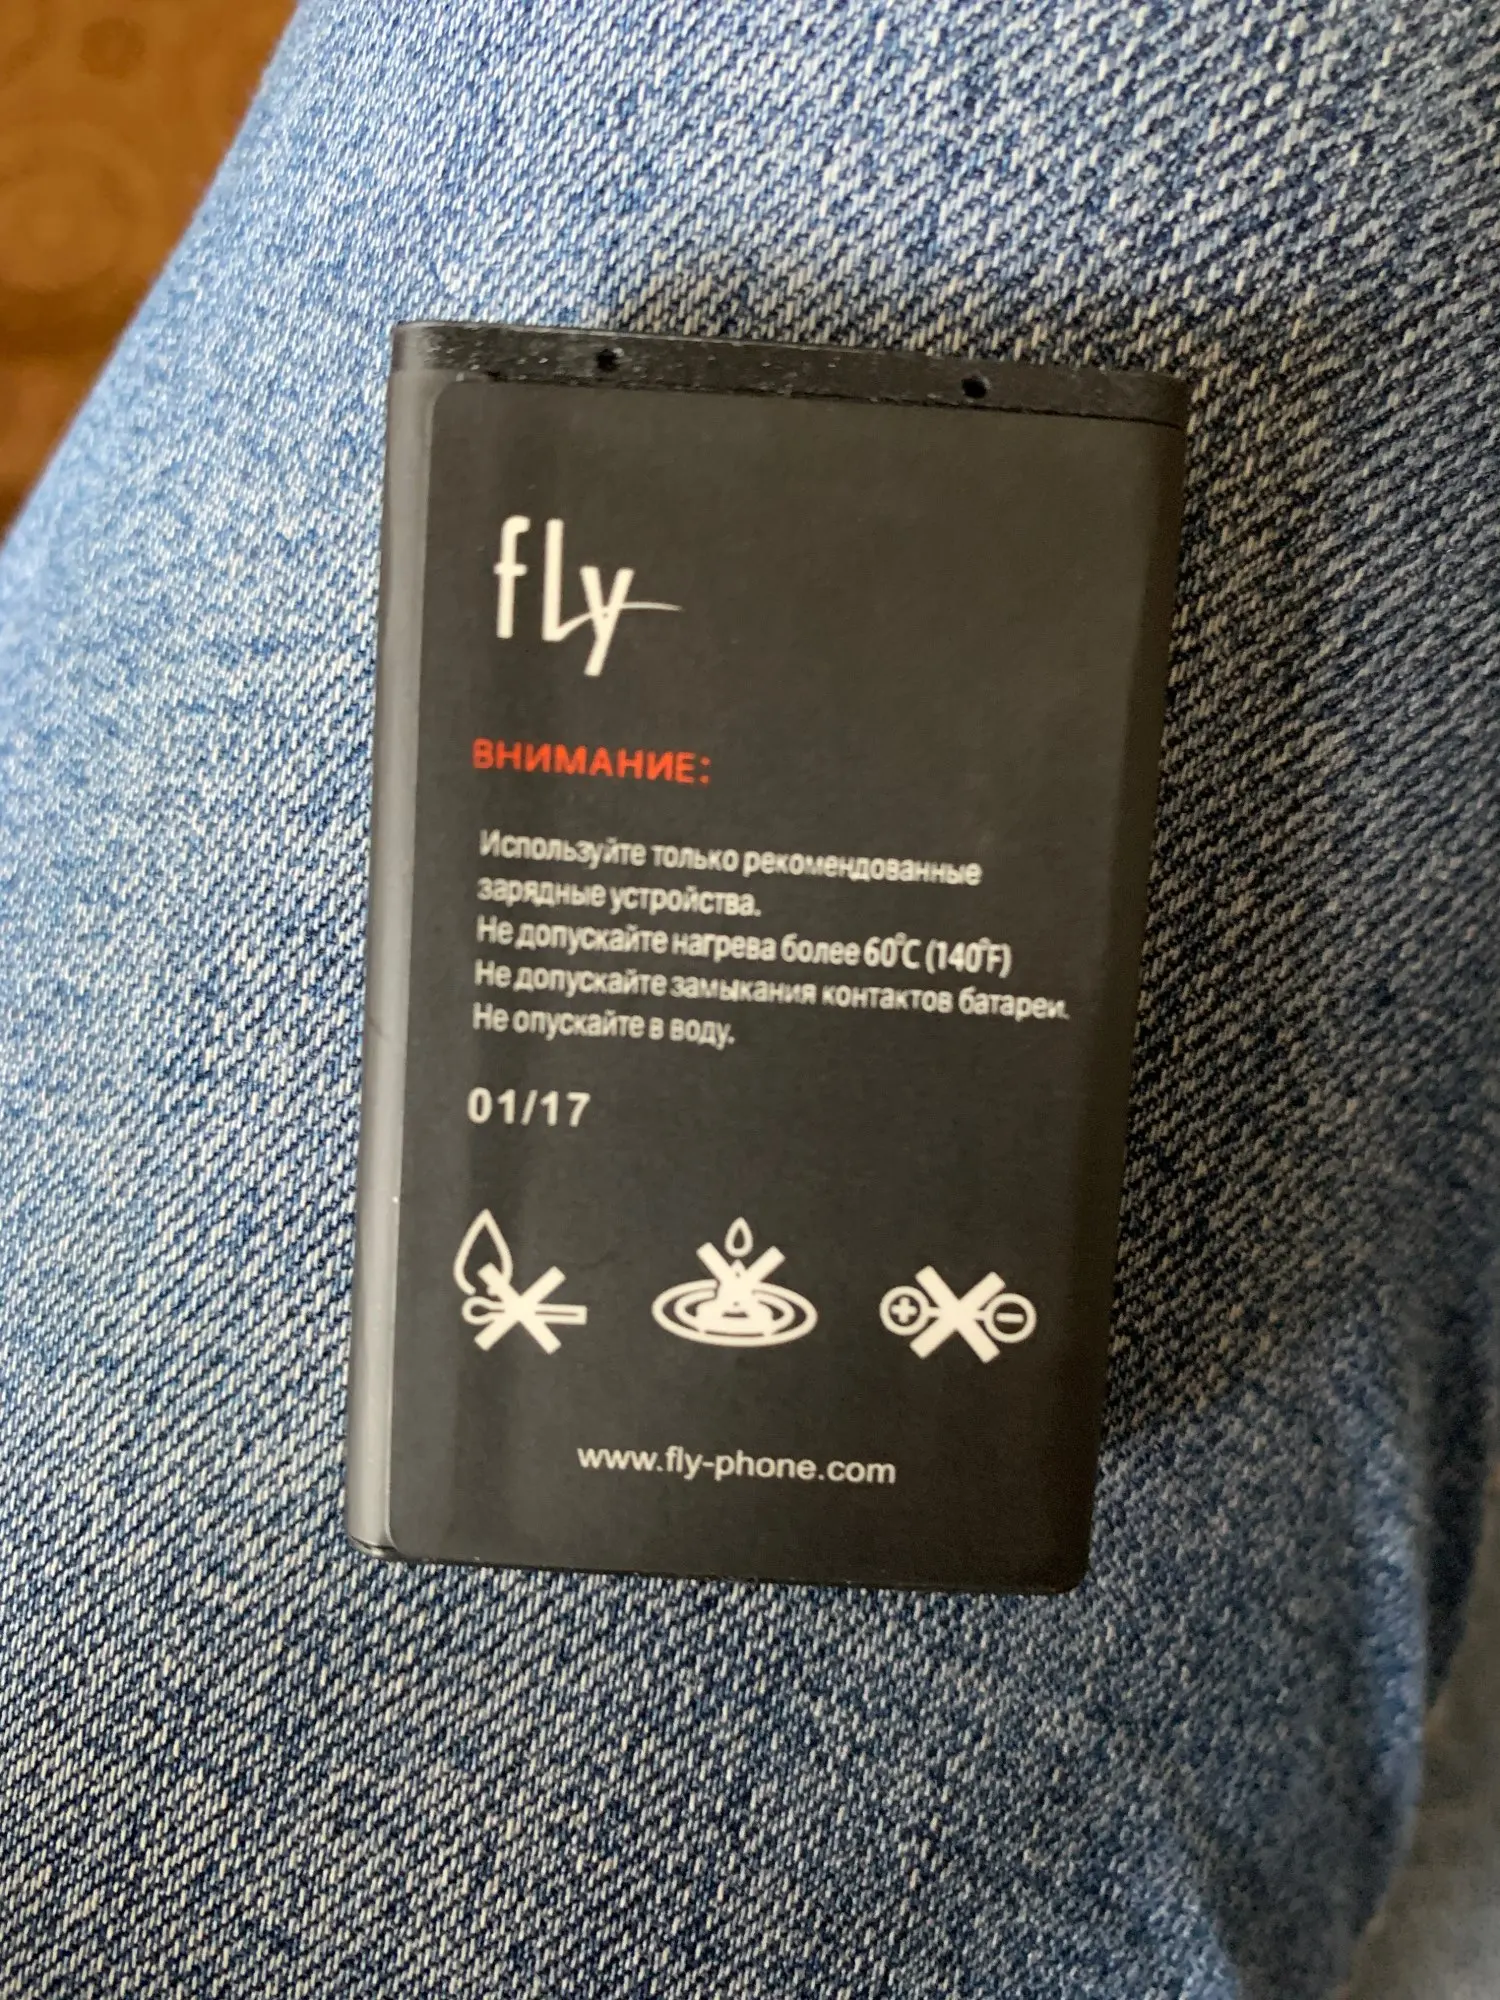 fly
ВНИМАНИЕ:
Используйте только рекомендованные
зарядные устройства.
Не допускайте нагрева более 60°C (140°F)
Не допускайте замыкания контактов батареи.
Не опускайте в воду.
01/17
www.fly-phone.com